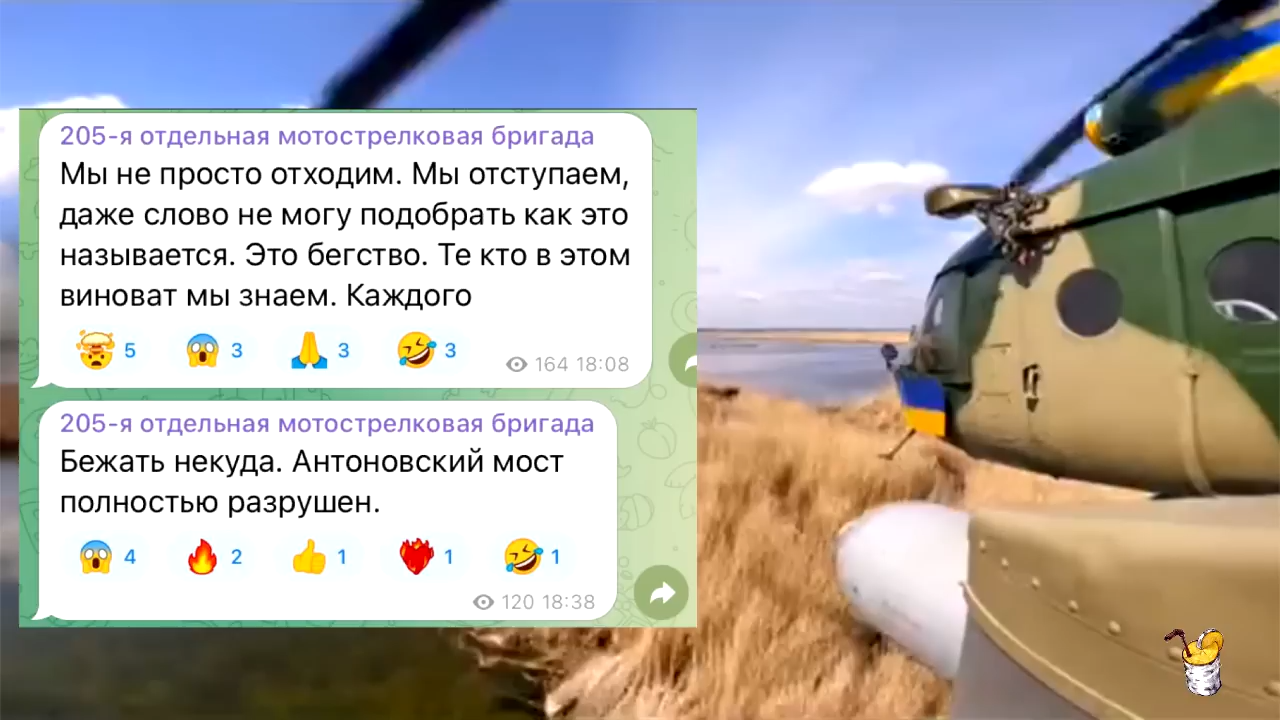 205-я отдельная мотострелковая бригада
Мы не просто отходим. Мы отступаем,
даже слово не могу подобрать как это
называется. Это бегство. Те кто в этом
виноват мы знаем. Каждого
5 3 3 3 164 18:08
205-я отдельная мотострелковая бригада
Бежать некуда. Антоновский мост
полностью разрушен.
4 2 1 1 1
120 18:38